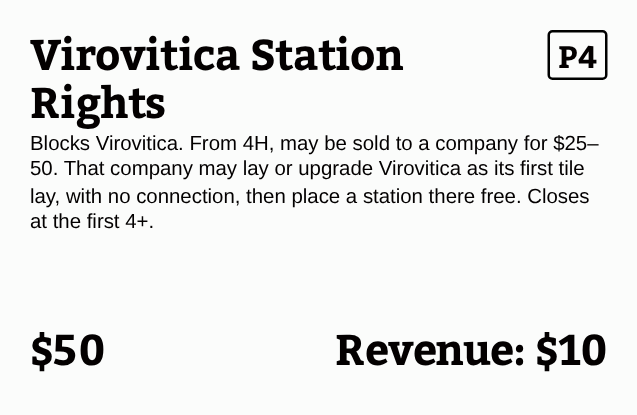 Virovitica Station
Rights
P4
Blocks Virovitica. From 4H, may be sold to a company for $25–
50. That company may lay or upgrade Virovitica as its first tile
lay, with no connection, then place a station there free. Closes
at the first 4+.
$50
Revenue: $10